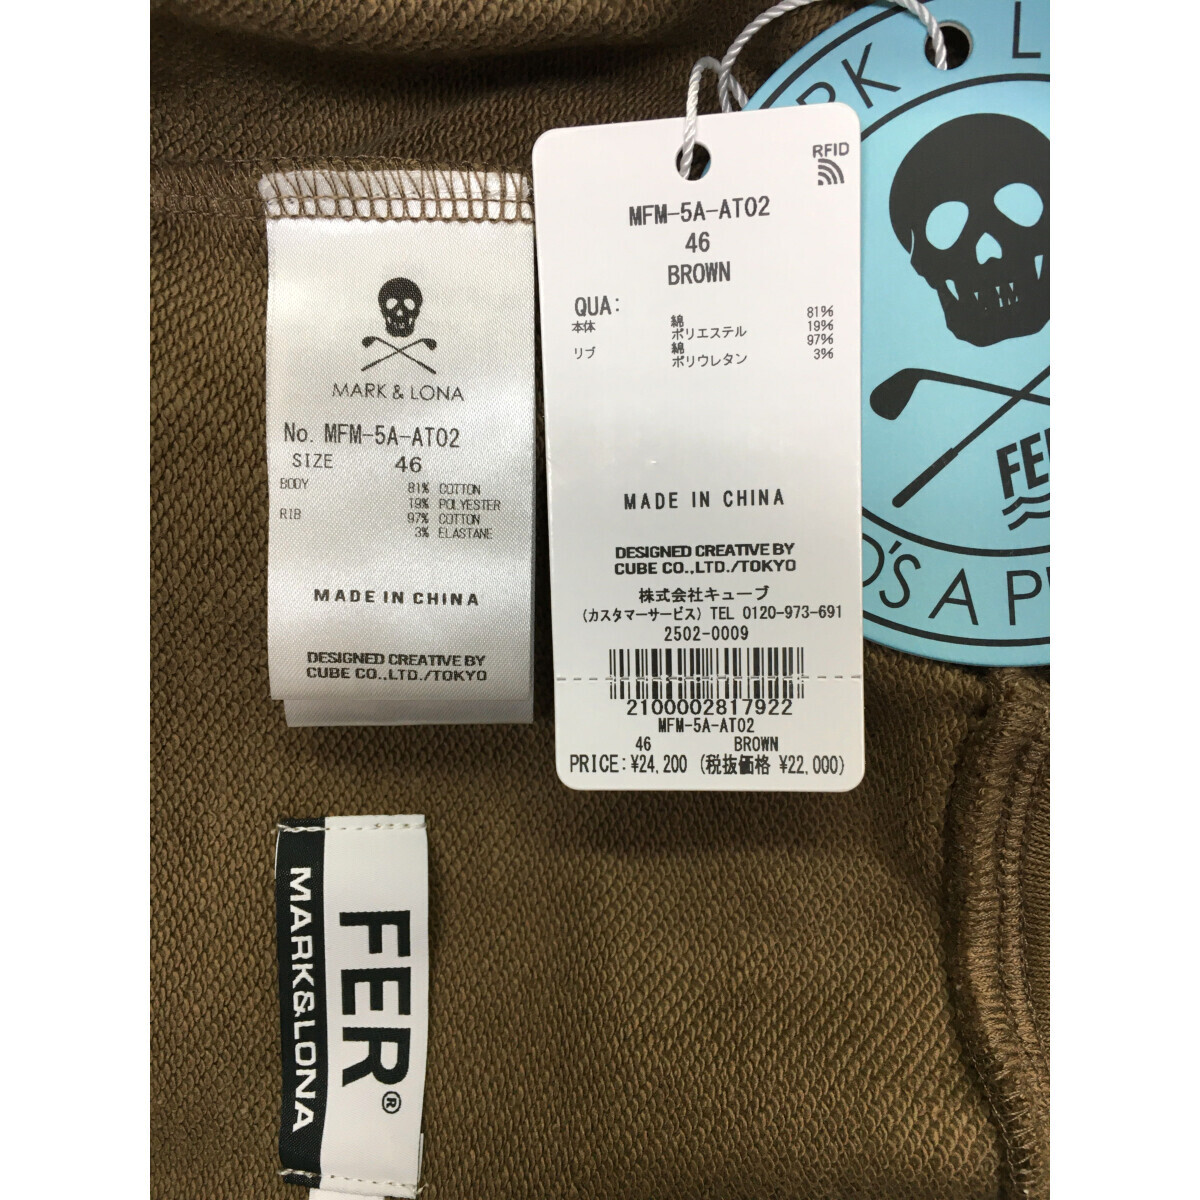 MARK & LONA
No. MFM-5A-AT02
SIZE 46
BODY 81% COTTON
19% POLYESTER
RIB 97% COTTON
3% ELASTANE
MADE IN CHINA
DESIGNED CREATIVE BY
CUBE CO.,LTD./TOKYO
RFID
MFM-5A-AT02
46
BROWN
QUA:
本体 綿 81%
ポリエステル 19%
リブ 綿 97%
ポリウレタン 3%
MADE IN CHINA
DESIGNED CREATIVE BY
CUBE CO.,LTD./TOKYO
株式会社キューブ
(カスタマーサービス) TEL 0120-973-691
2502-0009
2100002817922
MFM-5A-AT02
46 BROWN
PRICE:¥24,200 (税抜価格 ¥22,000)
FER®
MARK&LONA